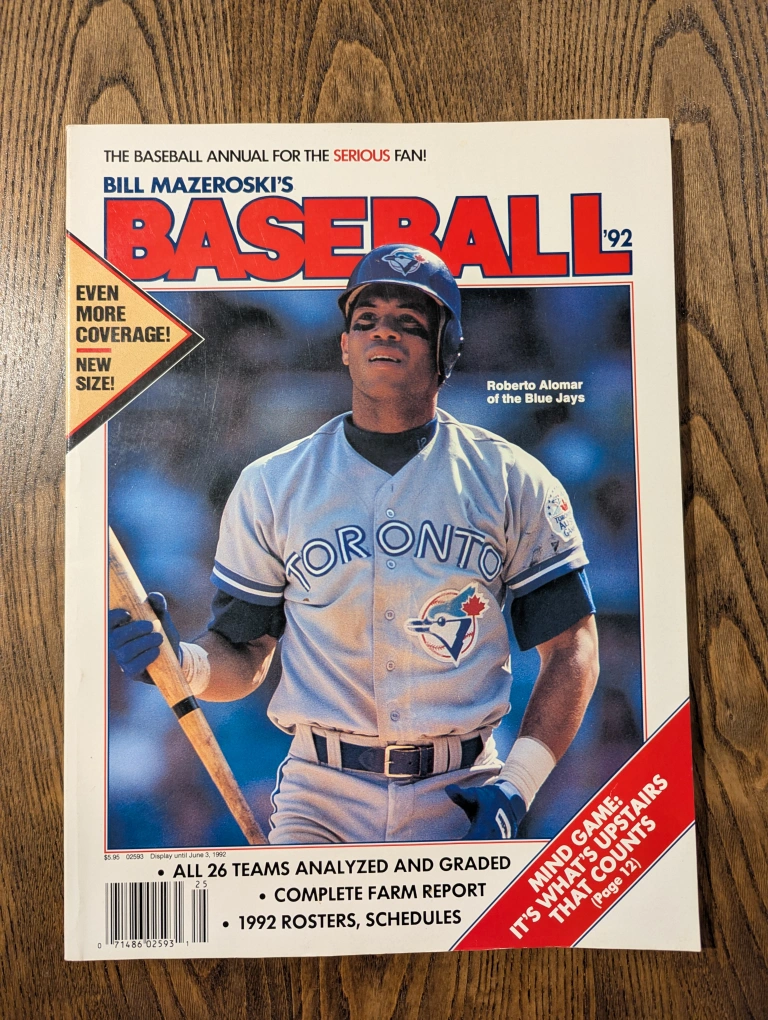 THE BASEBALL ANNUAL FOR THE SERIOUS FAN!
BILL MAZEROSKI'S
BASEBALL '92
EVEN
MORE
COVERAGE!
NEW
SIZE!
Roberto Alomar
of the Blue Jays
12
TORONTO
MIND GAME:
IT'S WHAT'S UPSTAIRS
THAT COUNTS
(Page 12)
$5.95 02593 Display until June 3, 1992
• ALL 26 TEAMS ANALYZED AND GRADED
• COMPLETE FARM REPORT
• 1992 ROSTERS, SCHEDULES
25
0 71486 02593 1